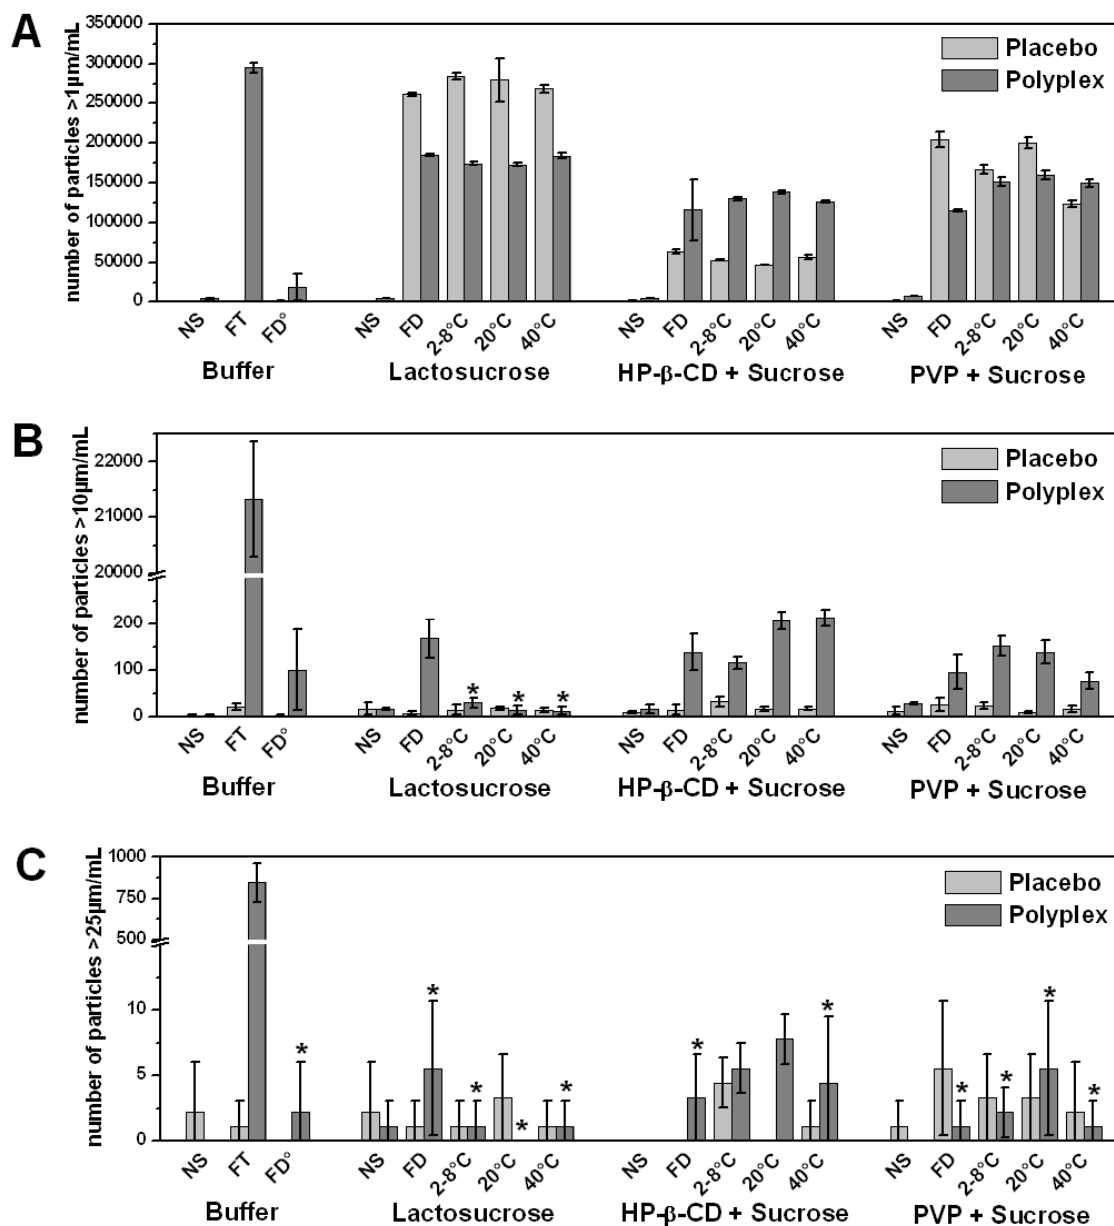 A
number of particles >1µm/mL
350000
300000
250000
200000
150000
100000
50000
0
Placebo
Polyplex
NS FT FD° NS FD 2-8°C 20°C 40°C NS FD 2-8°C 20°C 40°C NS FD 2-8°C 20°C 40°C
Buffer Lactosucrose HP-β-CD + Sucrose PVP + Sucrose
B
number of particles >10µm/mL
22000
21000
20000
200
100
0
Placebo
Polyplex
* * *
NS FT FD° NS FD 2-8°C 20°C 40°C NS FD 2-8°C 20°C 40°C NS FD 2-8°C 20°C 40°C
Buffer Lactosucrose HP-β-CD + Sucrose PVP + Sucrose
C
number of particles >25µm/mL
1000
750
500
10
5
0
Placebo
Polyplex
* * * * * * * * * * *
NS FT FD° NS FD 2-8°C 20°C 40°C NS FD 2-8°C 20°C 40°C NS FD 2-8°C 20°C 40°C
Buffer Lactosucrose HP-β-CD + Sucrose PVP + Sucrose